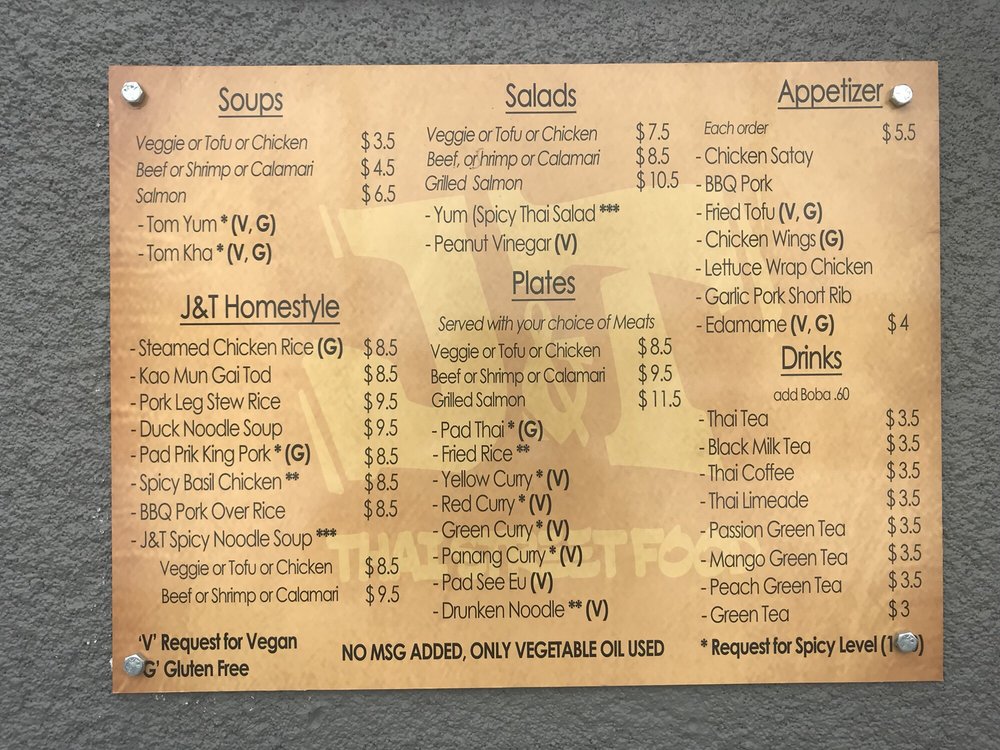 Soups
Veggie or Tofu or Chicken $3.5
Beef or Shrimp or Calamari $4.5
Salmon $6.5
- Tom Yum * (V, G)
- Tom Kha * (V, G)
J&T Homestyle
- Steamed Chicken Rice (G) $8.5
- Kao Mun Gai Tod $8.5
- Pork Leg Stew Rice $9.5
- Duck Noodle Soup $9.5
- Pad Prik King Pork * (G) $8.5
- Spicy Basil Chicken ** $8.5
- BBQ Pork Over Rice $8.5
- J&T Spicy Noodle Soup ***
Veggie or Tofu or Chicken $8.5
Beef or Shrimp or Calamari $9.5
'V' Request for Vegan
'G' Gluten Free
Salads
Veggie or Tofu or Chicken $7.5
Beef, or hrimp or Calamari $8.5
Grilled Salmon $10.5
- Yum (Spicy Thai Salad ***
- Peanut Vinegar (V)
Plates
Served with your choice of Meats
Veggie or Tofu or Chicken $8.5
Beef or Shrimp or Calamari $9.5
Grilled Salmon $11.5
- Pad Thai * (G)
- Fried Rice **
- Yellow Curry * (V)
- Red Curry * (V)
- Green Curry * (V)
- Panang Curry * (V)
- Pad See Eu (V)
- Drunken Noodle ** (V)
NO MSG ADDED, ONLY VEGETABLE OIL USED
Appetizer
Each order $5.5
- Chicken Satay
- BBQ Pork
- Fried Tofu (V, G)
- Chicken Wings (G)
- Lettuce Wrap Chicken
- Garlic Pork Short Rib
- Edamame (V, G) $4
Drinks
add Boba .60
- Thai Tea $3.5
- Black Milk Tea $3.5
- Thai Coffee $3.5
- Thai Limeade $3.5
- Passion Green Tea $3.5
- Mango Green Tea $3.5
- Peach Green Tea $3.5
- Green Tea $3
* Request for Spicy Level
J&T
THAI STREET FOOD